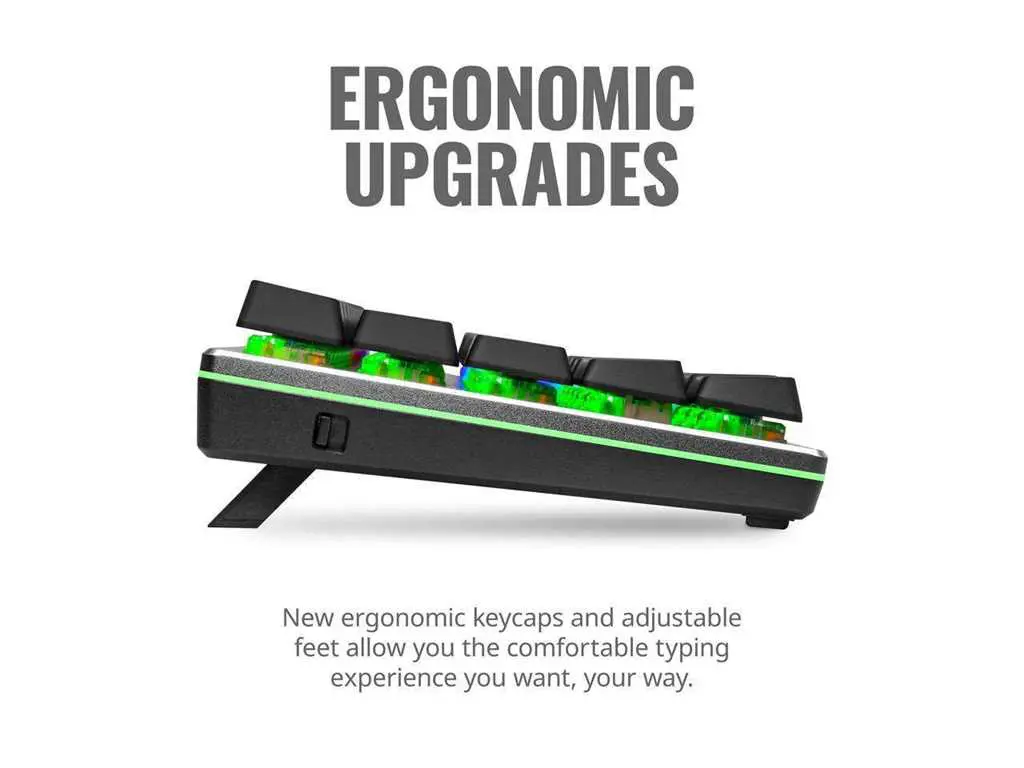 ERGONOMIC
UPGRADES
New ergonomic keycaps and adjustable
feet allow you the comfortable typing
experience you want, your way.